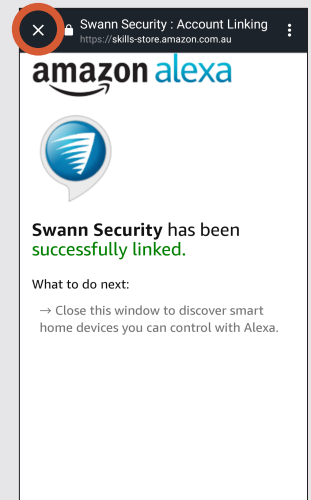 Swann Security : Account Linking
https://skills-store.amazon.com.au
amazon alexa
Swann Security has been
successfully linked.
What to do next:
→ Close this window to discover smart
home devices you can control with Alexa.